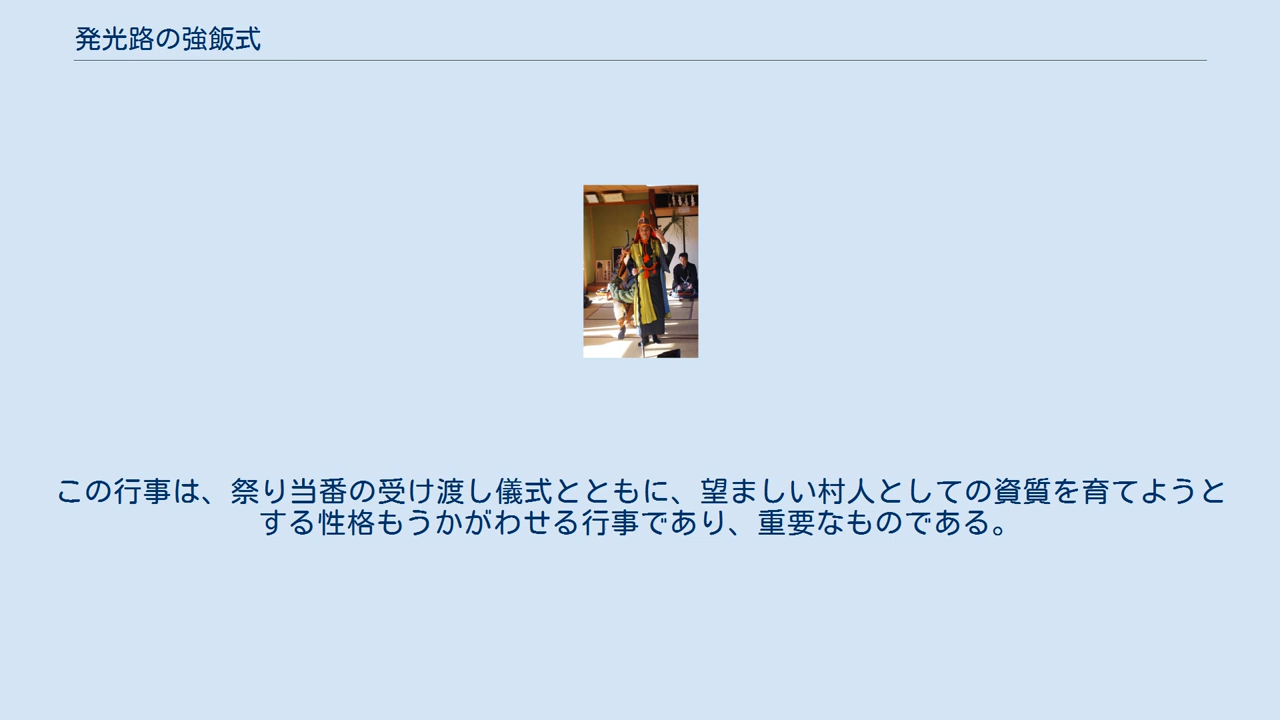 発光路の強飯式
この行事は、祭り当番の受け渡し儀式とともに、望ましい村人としての資質を育てようと
する性格もうかがわせる行事であり、重要なものである。